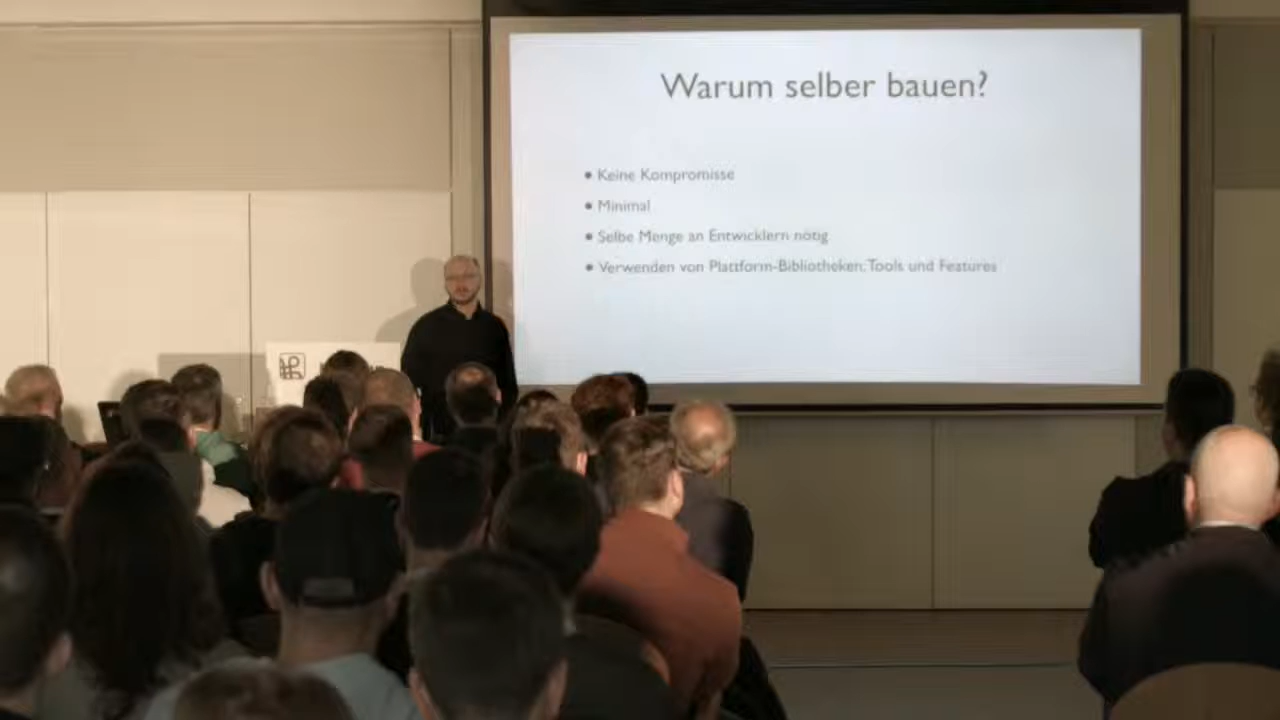 Warum selber bauen?
• Keine Kompromisse
• Minimal
• Selbe Menge an Entwicklern nötig
• Verwenden von Plattform-Bibliotheken, Tools und Features